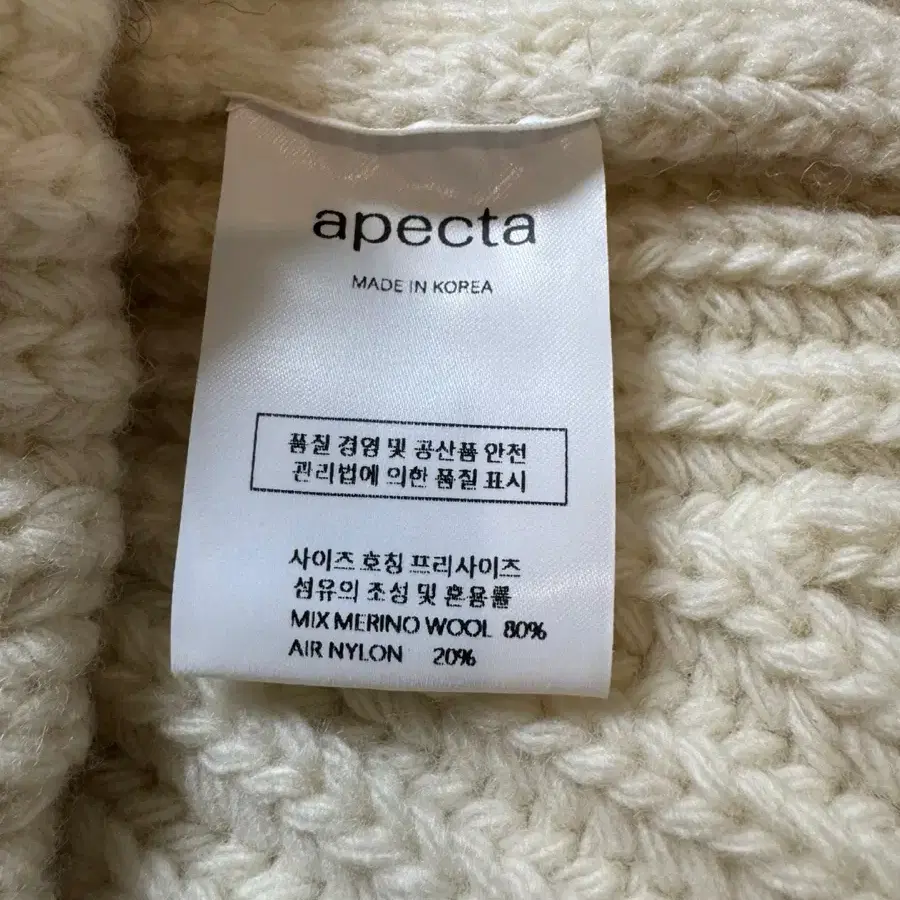 apecta
MADE IN KOREA
품질 경영 및 공산품 안전
관리법에 의한 품질 표시
사이즈 호칭 프리사이즈
섬유의 조성 및 혼용률
MIX MERINO WOOL 80%
AIR NYLON 20%